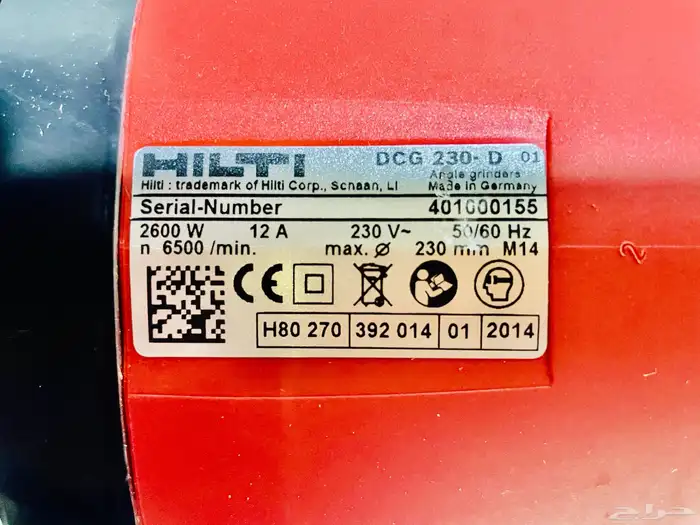 HILTI DCG 230- D 01
Angle grinders
Hilti : trademark of Hilti Corp., Schaan, LI Made in Germany
Serial-Number 401000155
2600 W 12 A 230 V~ 50/60 Hz
n 6500 /min. max. ⌀ 230 mm M14
CE
H80 270 392 014 01 2014
2
حراج